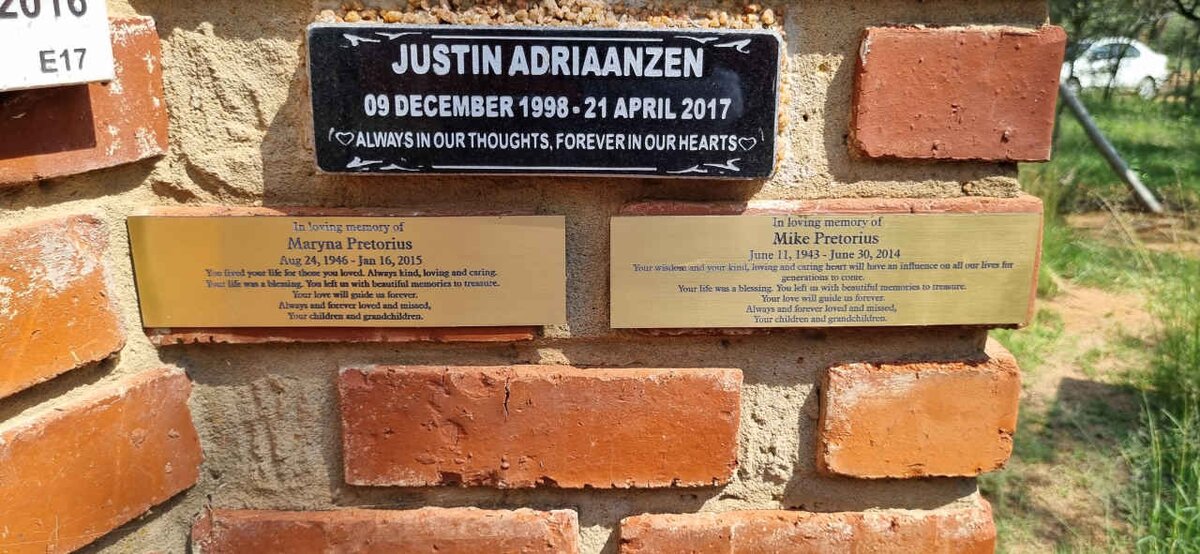 2016
E17
JUSTIN ADRIAANZEN
09 DECEMBER 1998 - 21 APRIL 2017
ALWAYS IN OUR THOUGHTS, FOREVER IN OUR HEARTS
In loving memory of
Maryna Pretorius
Aug 24, 1946 - Jan 16, 2015
You lived your life for those you loved. Always kind, loving and caring.
Your life was a blessing. You left us with beautiful memories to treasure.
Your love will guide us forever.
Always and forever loved and missed,
Your children and grandchildren.
In loving memory of
Mike Pretorius
June 11, 1943 - June 30, 2014
Your wisdom and your kind, loving and caring heart will have an influence on all our lives for
generations to come.
Your life was a blessing. You left us with beautiful memories to treasure.
Your love will guide us forever.
Always and forever loved and missed,
Your children and grandchildren.